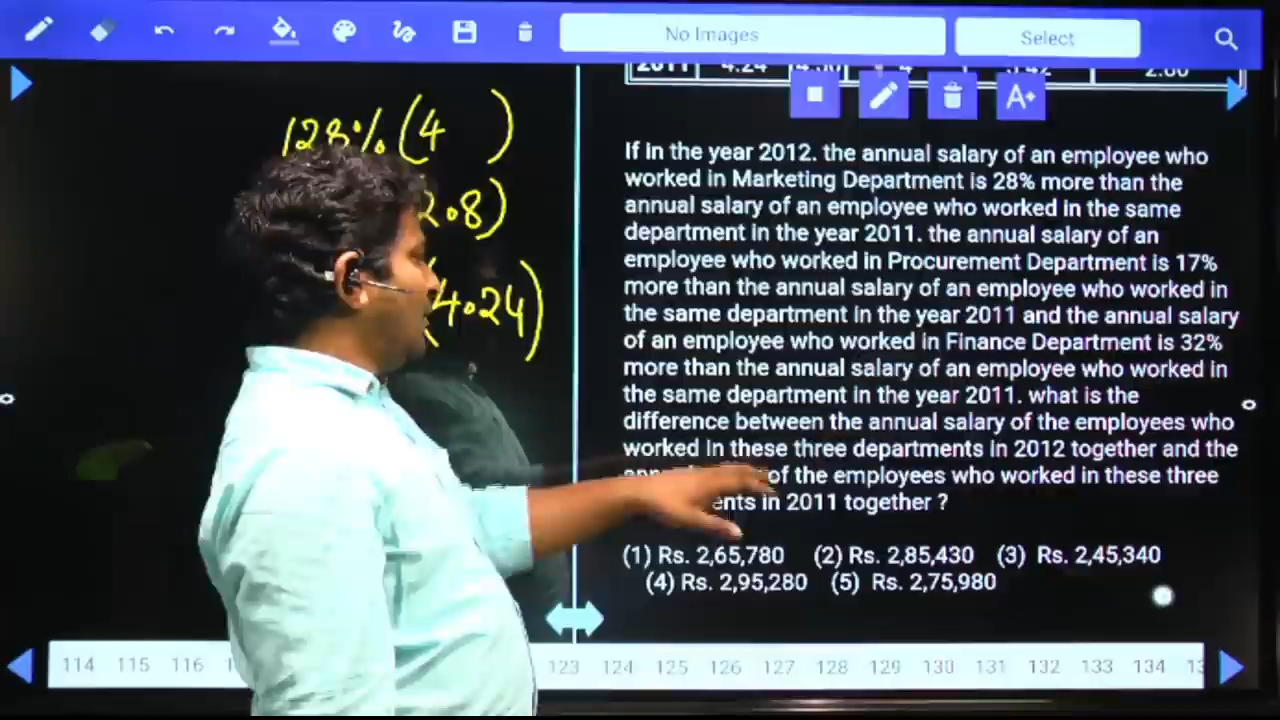 No Images
Select
2011 4.24 4.50 4 5.42 2.80
A+
128% (4 )
2.8)
(4.24)
If in the year 2012. the annual salary of an employee who
worked in Marketing Department is 28% more than the
annual salary of an employee who worked in the same
department in the year 2011. the annual salary of an
employee who worked in Procurement Department is 17%
more than the annual salary of an employee who worked in
the same department in the year 2011 and the annual salary
of an employee who worked in Finance Department is 32%
more than the annual salary of an employee who worked in
the same department in the year 2011. what is the
difference between the annual salary of the employees who
worked in these three departments in 2012 together and the
of the employees who worked in these three
ents in 2011 together ?
(1) Rs. 2,65,780 (2) Rs. 2,85,430 (3) Rs. 2,45,340
(4) Rs. 2,95,280 (5) Rs. 2,75,980
114 115 116 123 124 125 126 127 128 129 130 131 132 133 134